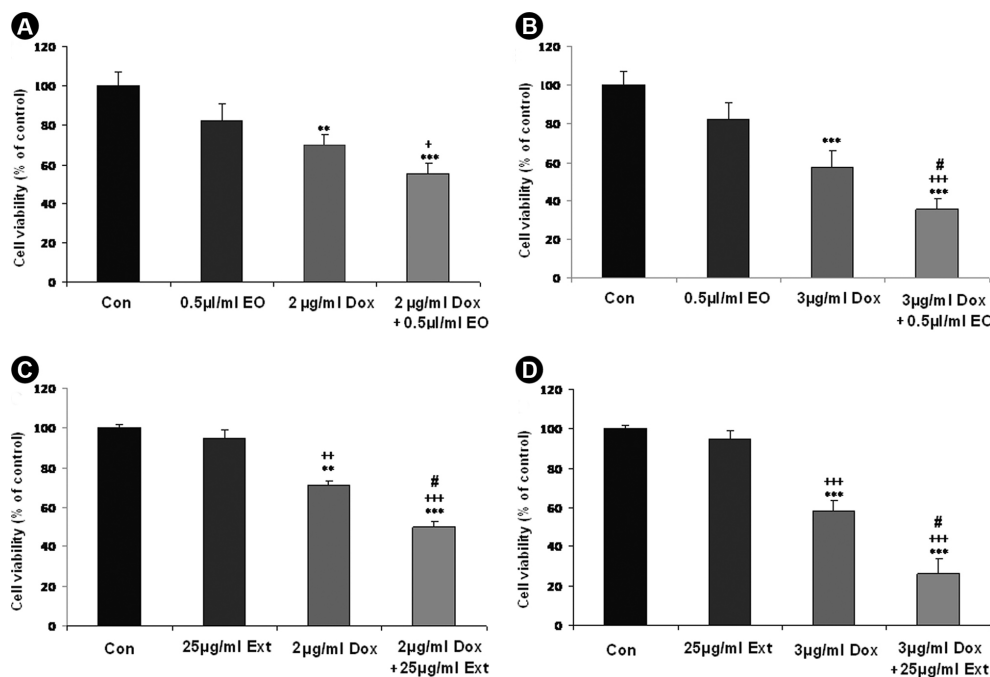 A
Cell viability (% of control)
120
100
80
60
40
20
0
**
+
***
Con
0.5µl/ml EO
2 µg/ml Dox
2 µg/ml Dox
+ 0.5µl/ml EO
B
Cell viability (% of control)
120
100
80
60
40
20
0
***
#
+++
***
Con
0.5µl/ml EO
3µg/ml Dox
3µg/ml Dox
+ 0.5µl/ml EO
C
Cell viability (% of control)
120
100
80
60
40
20
0
++
**
#
+++
***
Con
25µg/ml Ext
2µg/ml Dox
2µg/ml Dox
+25µg/ml Ext
D
Cell viability (% of control)
120
100
80
60
40
20
0
+++
***
#
+++
***
Con
25µg/ml Ext
3µg/ml Dox
3µg/ml Dox
+25µg/ml Ext